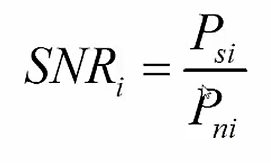 SNR_i = P_si / P_ni